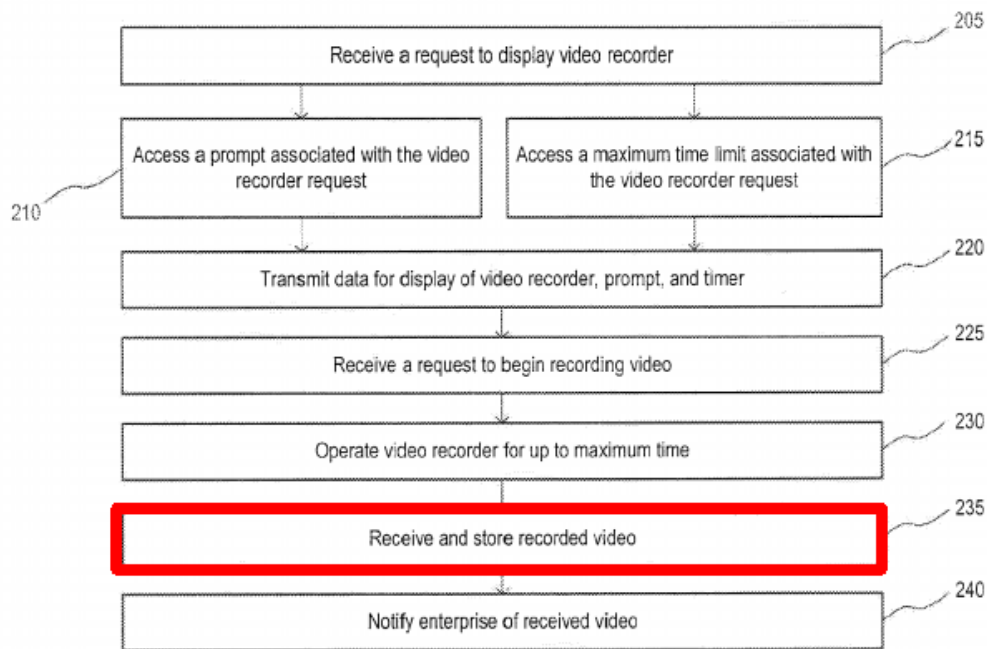 205
Receive a request to display video recorder
Access a prompt associated with the video
recorder request
210
Access a maximum time limit associated with
the video recorder request
215
220
Transmit data for display of video recorder, prompt, and timer
225
Receive a request to begin recording video
230
Operate video recorder for up to maximum time
235
Receive and store recorded video
240
Notify enterprise of received video